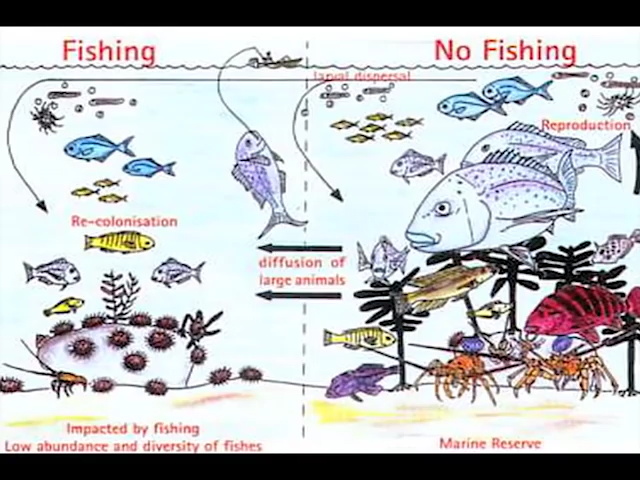 Fishing
No Fishing
larval dispersal
Reproduction
Re-colonisation
diffusion of
large animals
Impacted by fishing
Low abundance and diversity of fishes
Marine Reserve